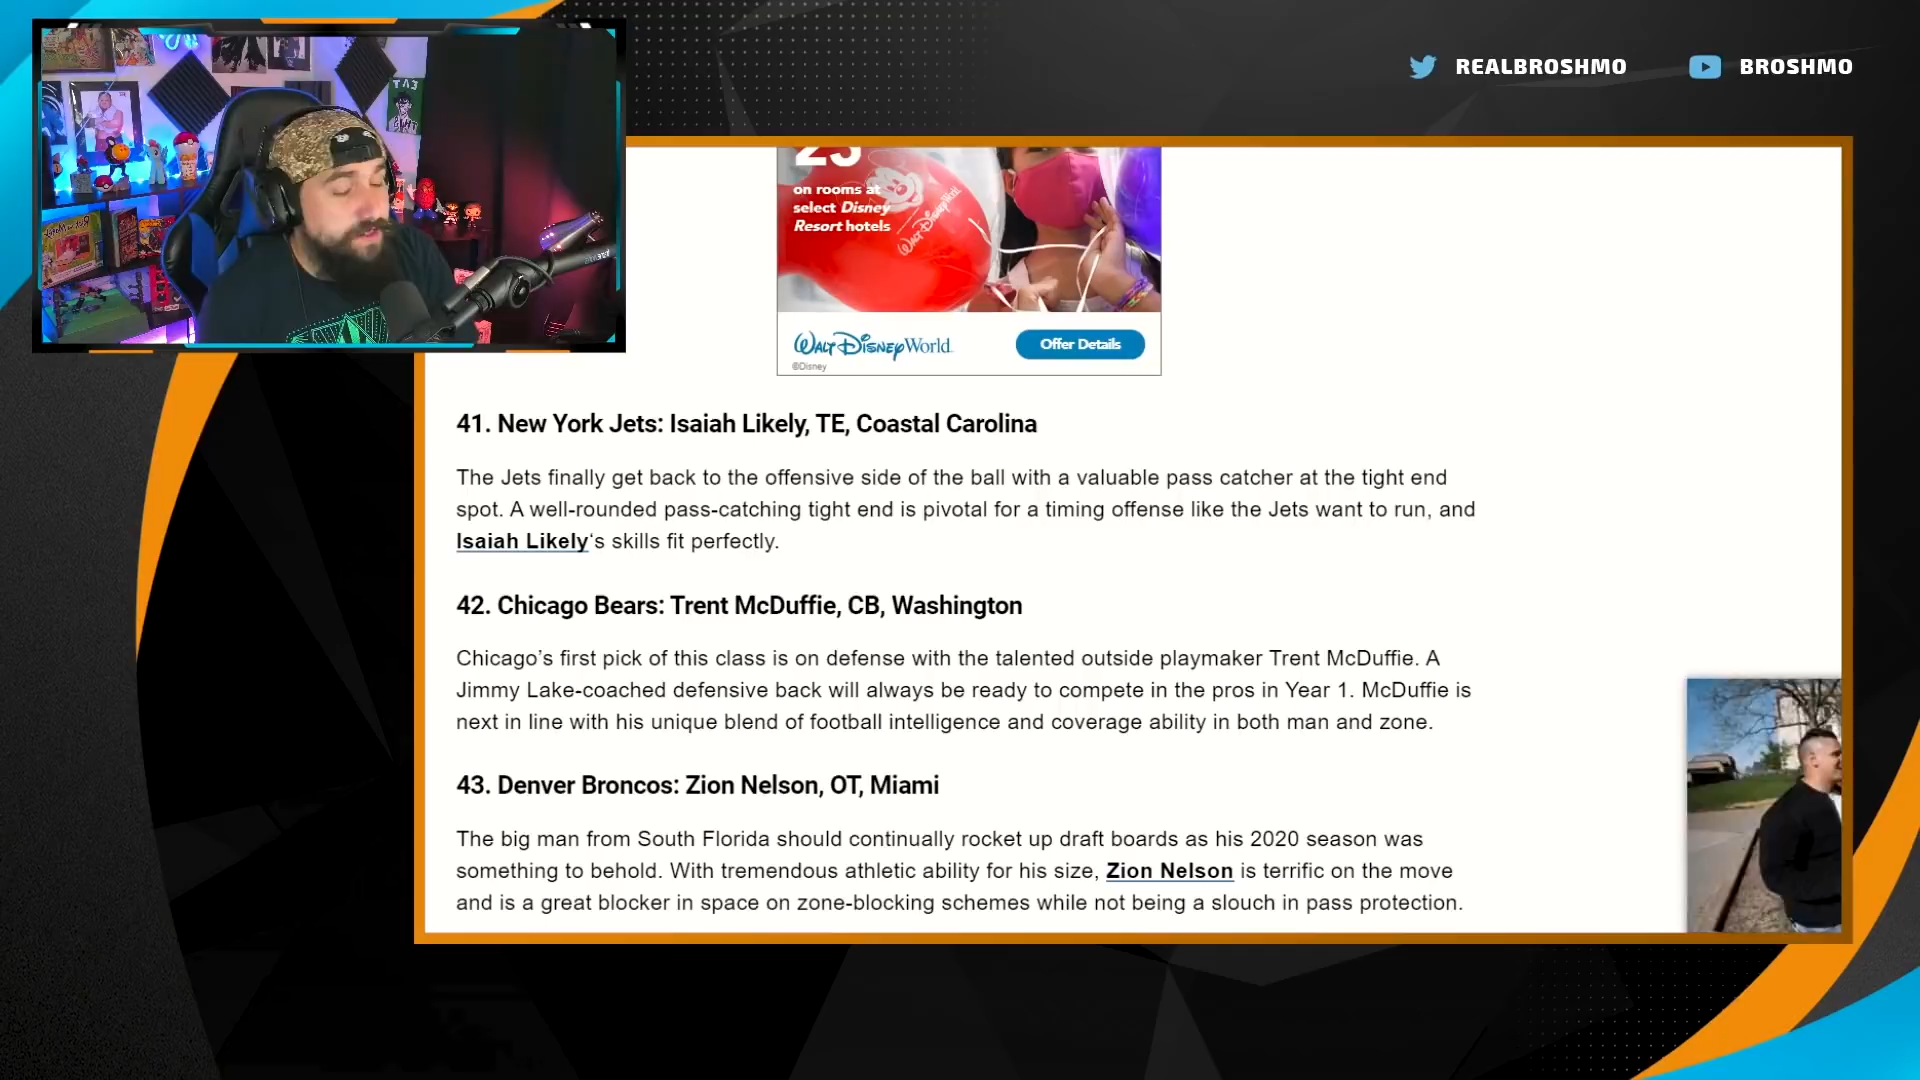 REALBROSHMO
BROSHMO
on rooms at
select Disney
Resort hotels
Walt Disney World
WALT DISNEY World
Offer Details
©Disney
41. New York Jets: Isaiah Likely, TE, Coastal Carolina
The Jets finally get back to the offensive side of the ball with a valuable pass catcher at the tight end
spot. A well-rounded pass-catching tight end is pivotal for a timing offense like the Jets want to run, and
Isaiah Likely‘s skills fit perfectly.
42. Chicago Bears: Trent McDuffie, CB, Washington
Chicago’s first pick of this class is on defense with the talented outside playmaker Trent McDuffie. A
Jimmy Lake-coached defensive back will always be ready to compete in the pros in Year 1. McDuffie is
next in line with his unique blend of football intelligence and coverage ability in both man and zone.
43. Denver Broncos: Zion Nelson, OT, Miami
The big man from South Florida should continually rocket up draft boards as his 2020 season was
something to behold. With tremendous athletic ability for his size, Zion Nelson is terrific on the move
and is a great blocker in space on zone-blocking schemes while not being a slouch in pass protection.